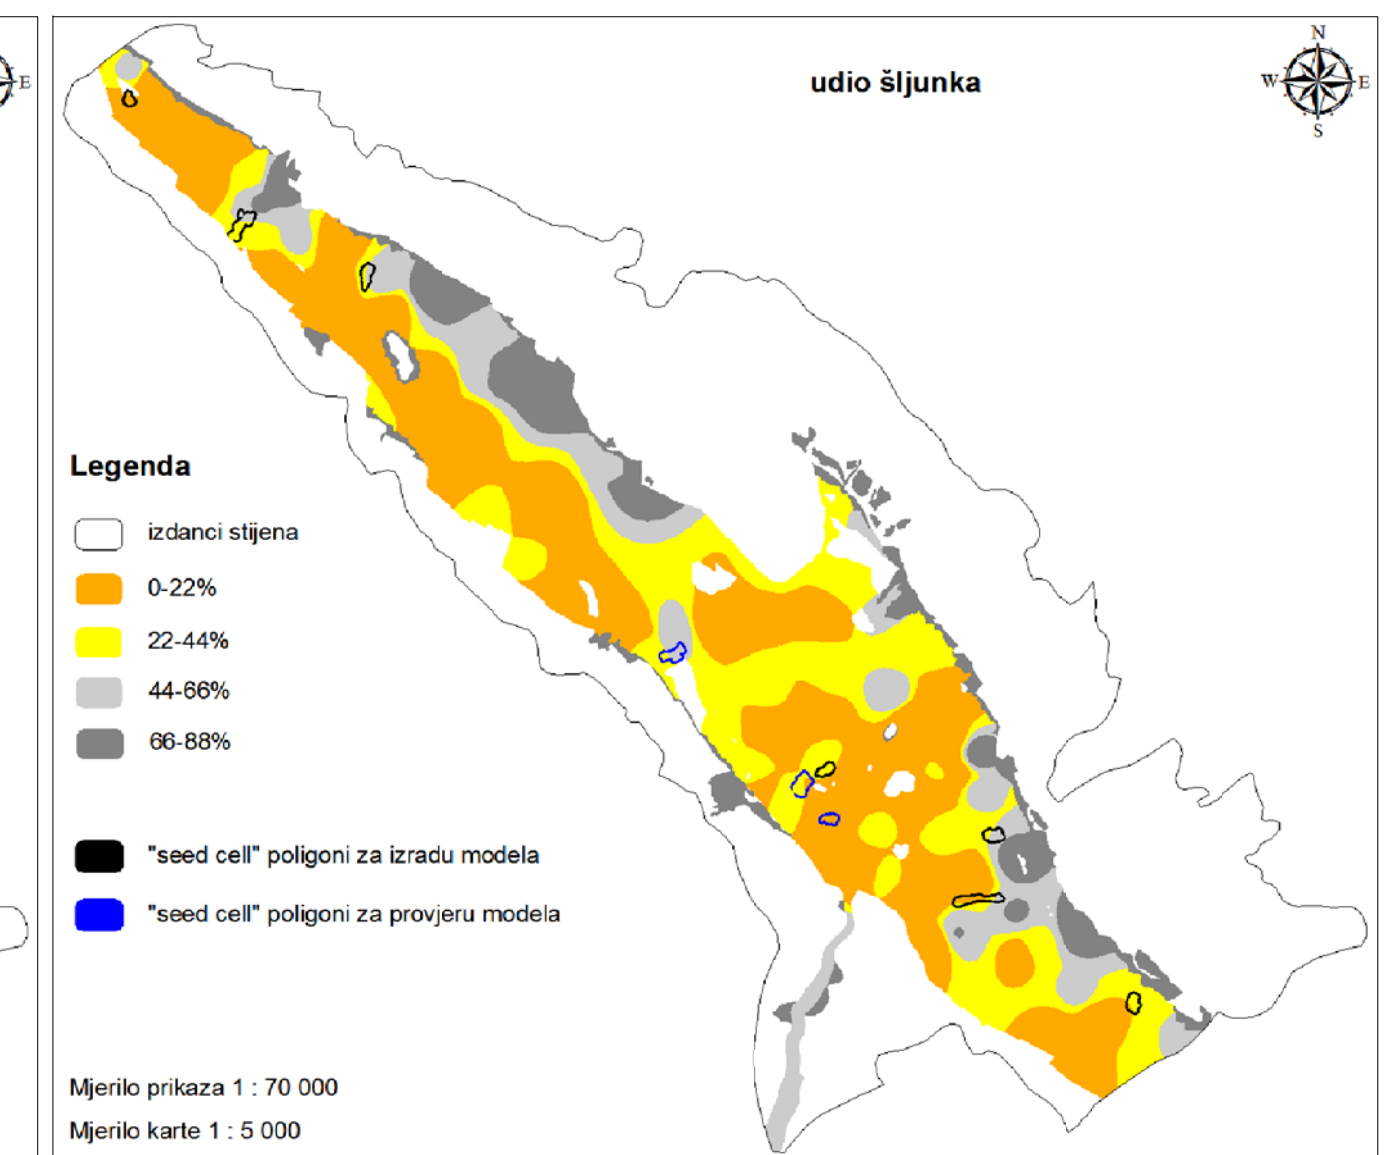 E
udio šljunka
N
W E
S
Legenda
izdanci stijena
0-22%
22-44%
44-66%
66-88%
"seed cell" poligoni za izradu modela
"seed cell" poligoni za provjeru modela
Mjerilo prikaza 1 : 70 000
Mjerilo karte 1 : 5 000